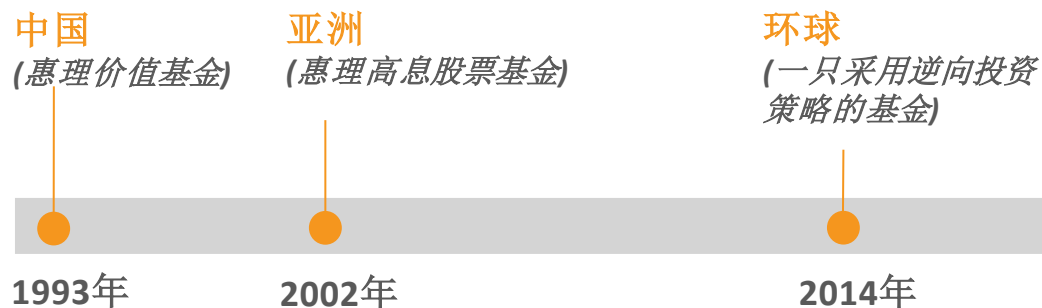 中国
(惠理价值基金)
亚洲
(惠理高息股票基金)
环球
(一只采用逆向投资
策略的基金)
1993年
2002年
2014年